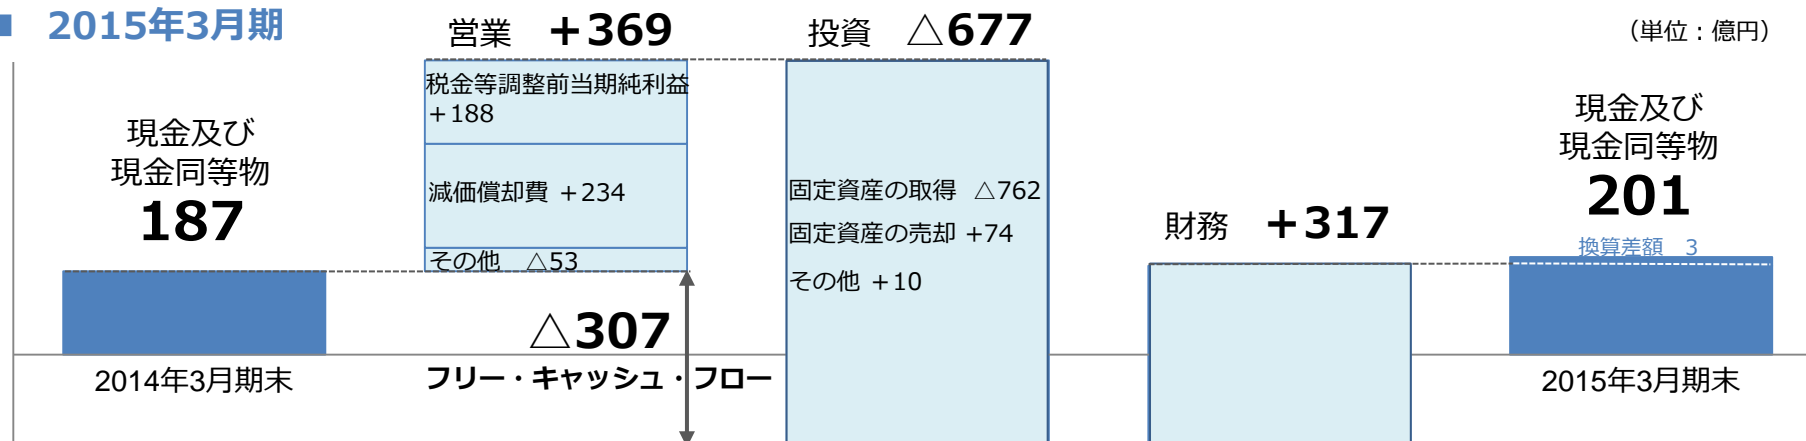 ■ 2015年3月期
(単位:億円)
営業 +369
投資 △677
税金等調整前当期純利益
+188
減価償却費 +234
その他 △53
現金及び
現金同等物
187
固定資産の取得 △762
固定資産の売却 +74
その他 +10
財務 +317
現金及び
現金同等物
201
換算差額 3
△307
フリー・キャッシュ・フロー
2014年3月期末
2015年3月期末